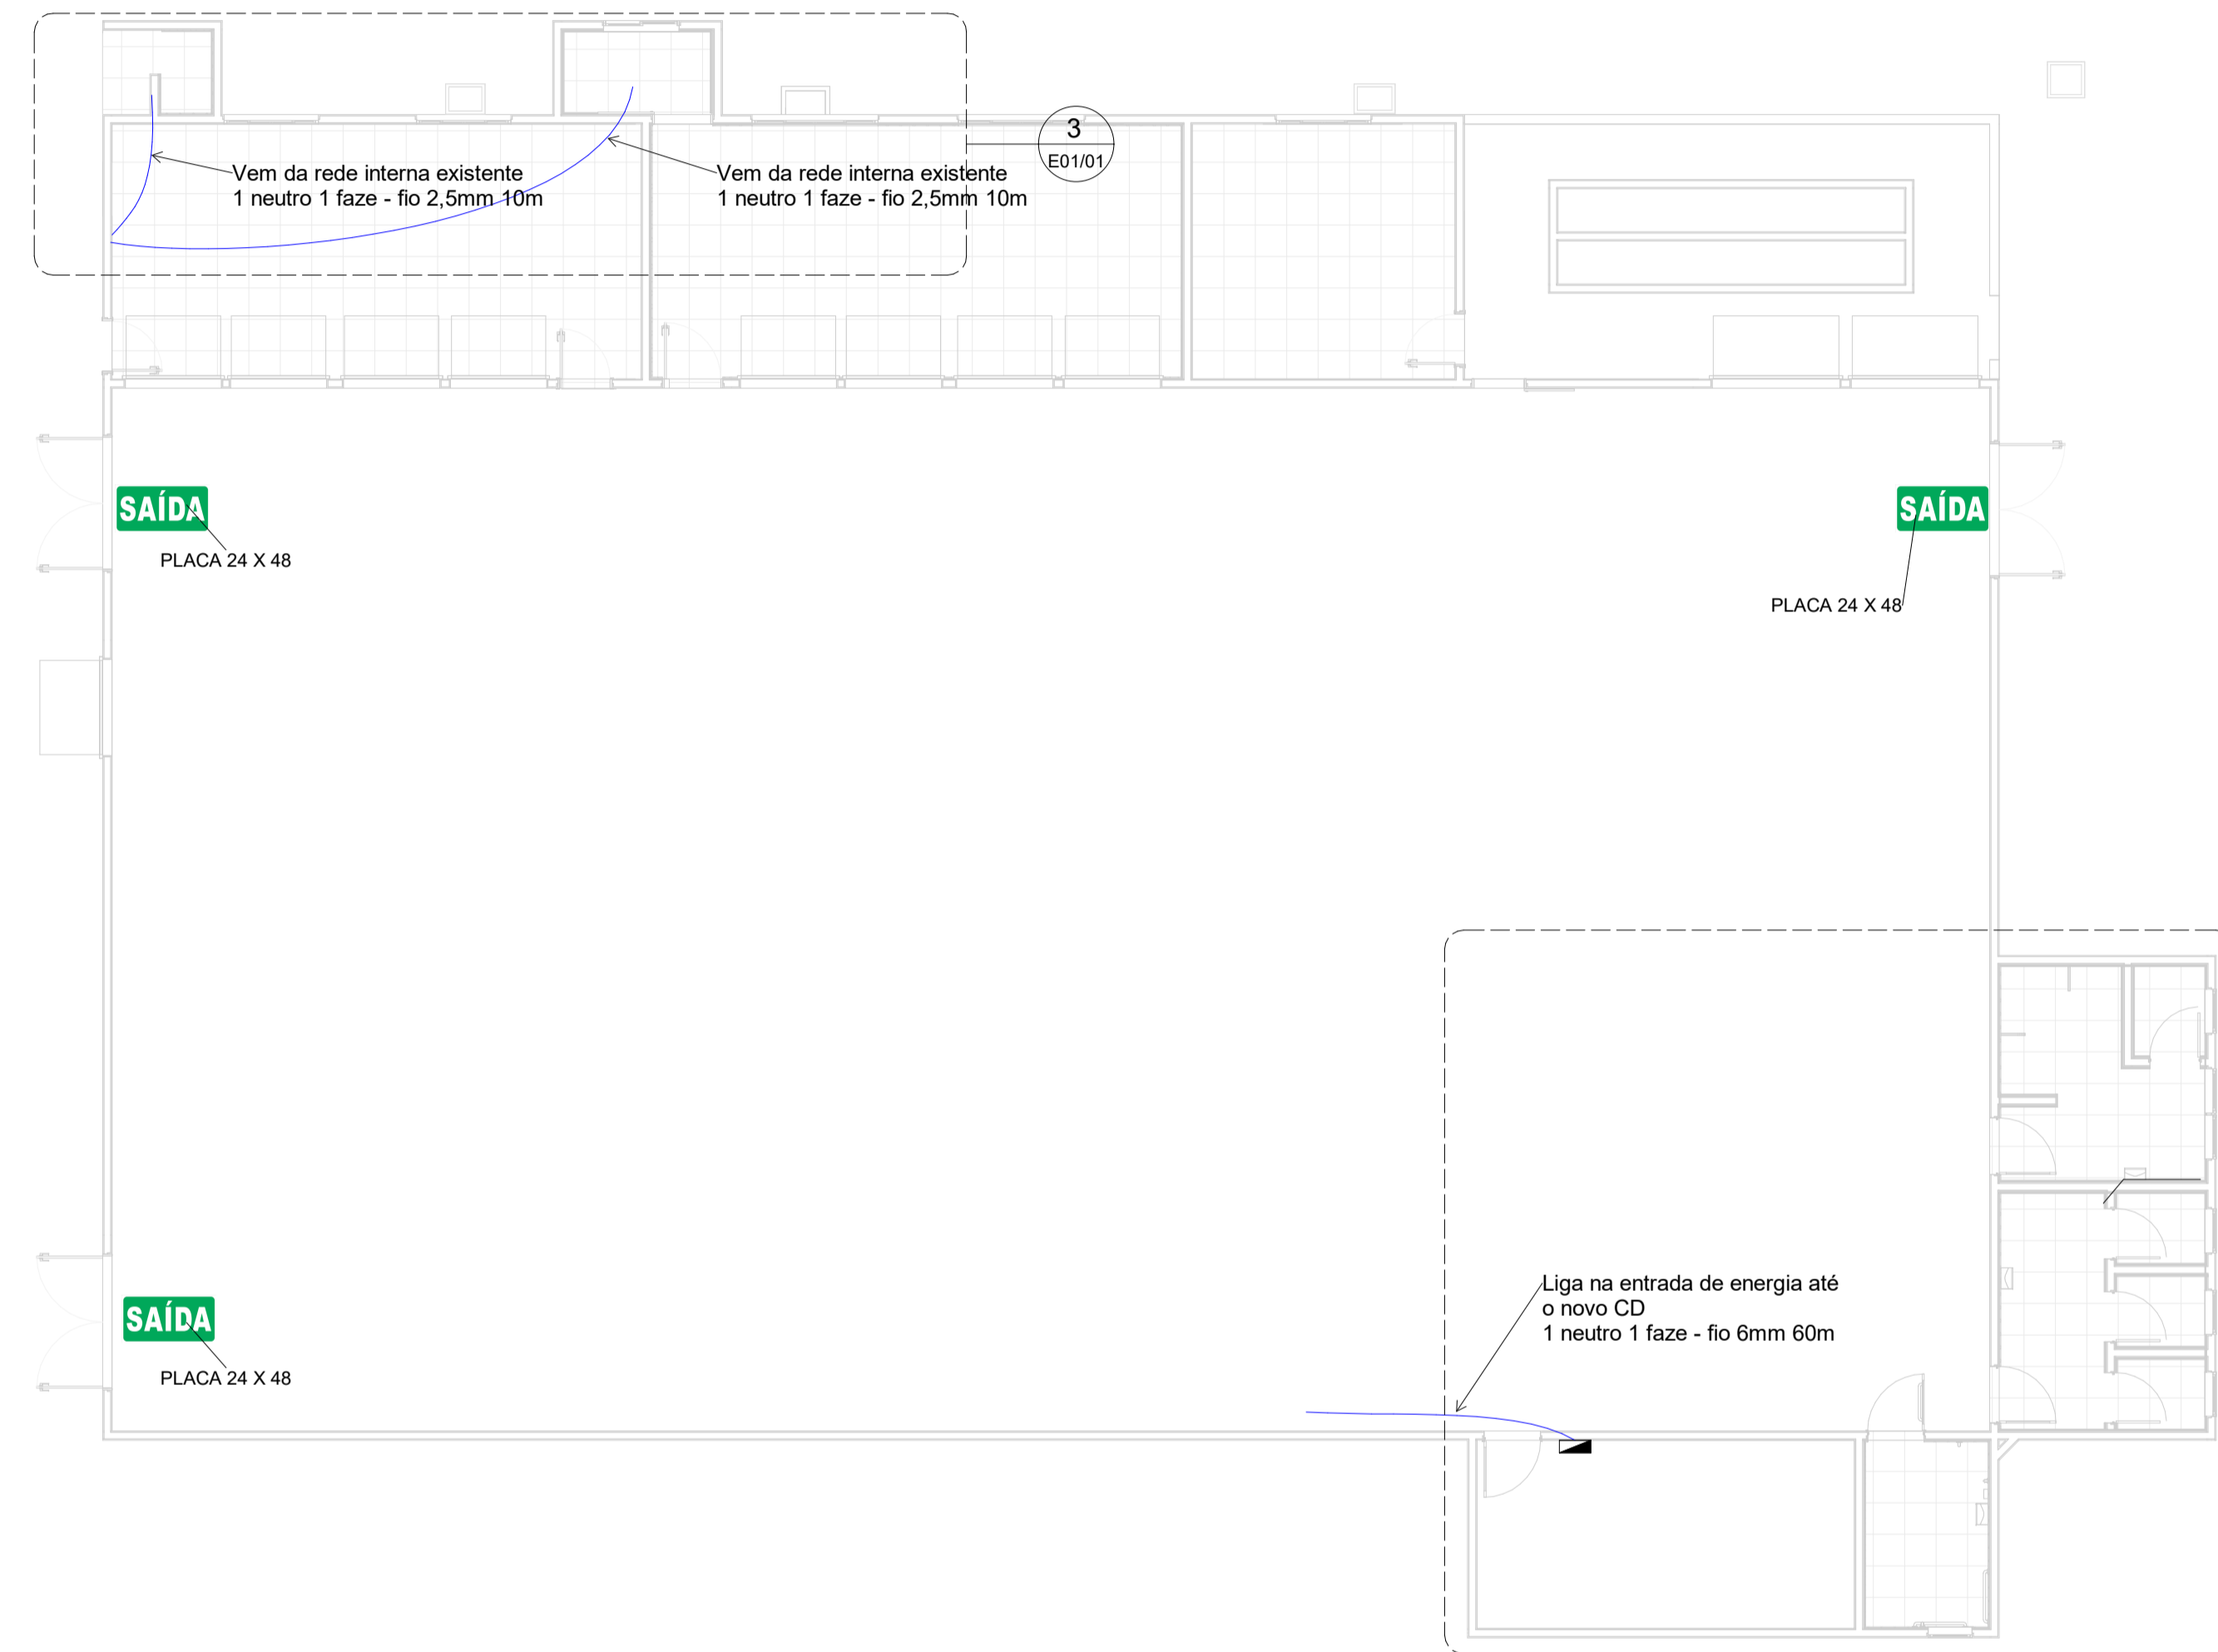 3
E01/01
Vem da rede interna existente
1 neutro 1 faze - fio 2,5mm 10m
Vem da rede interna existente
1 neutro 1 faze - fio 2,5mm 10m
SAÍDA
PLACA 24 X 48
SAÍDA
PLACA 24 X 48
Liga na entrada de energia até
o novo CD
1 neutro 1 faze - fio 6mm 60m
SAÍDA
PLACA 24 X 48